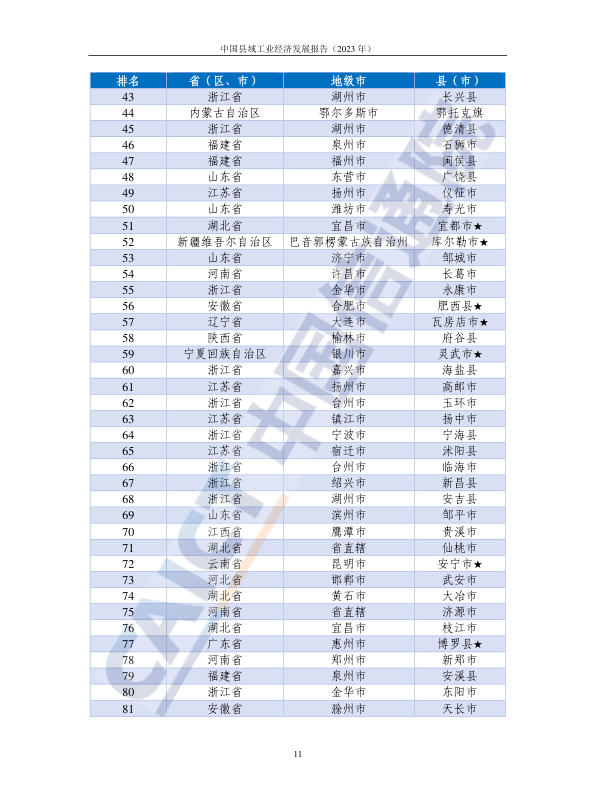 中国县域工业经济发展报告（2023 年）
排名 省（区、市） 地级市 县（市）
43 浙江省 湖州市 长兴县
44 内蒙古自治区 鄂尔多斯市 鄂托克旗
45 浙江省 湖州市 德清县
46 福建省 泉州市 石狮市
47 福建省 福州市 闽侯县
48 山东省 东营市 广饶县
49 江苏省 扬州市 仪征市
50 山东省 潍坊市 寿光市
51 湖北省 宜昌市 宜都市★
52 新疆维吾尔自治区 巴音郭楞蒙古族自治州 库尔勒市★
53 山东省 济宁市 邹城市
54 河南省 许昌市 长葛市
55 浙江省 金华市 永康市
56 安徽省 合肥市 肥西县★
57 辽宁省 大连市 瓦房店市★
58 陕西省 榆林市 府谷县
59 宁夏回族自治区 银川市 灵武市★
60 浙江省 嘉兴市 海盐县
61 江苏省 扬州市 高邮市
62 浙江省 台州市 玉环市
63 江苏省 镇江市 扬中市
64 浙江省 宁波市 宁海县
65 江苏省 宿迁市 沭阳县
66 浙江省 台州市 临海市
67 浙江省 绍兴市 新昌县
68 浙江省 湖州市 安吉县
69 山东省 滨州市 邹平市
70 江西省 鹰潭市 贵溪市
71 湖北省 省直辖 仙桃市
72 云南省 昆明市 安宁市★
73 河北省 邯郸市 武安市
74 湖北省 黄石市 大冶市
75 河南省 省直辖 济源市
76 湖北省 宜昌市 枝江市
77 广东省 惠州市 博罗县★
78 河南省 郑州市 新郑市
79 福建省 泉州市 安溪县
80 浙江省 金华市 东阳市
81 安徽省 滁州市 天长市
CAICT 中国信通院
11